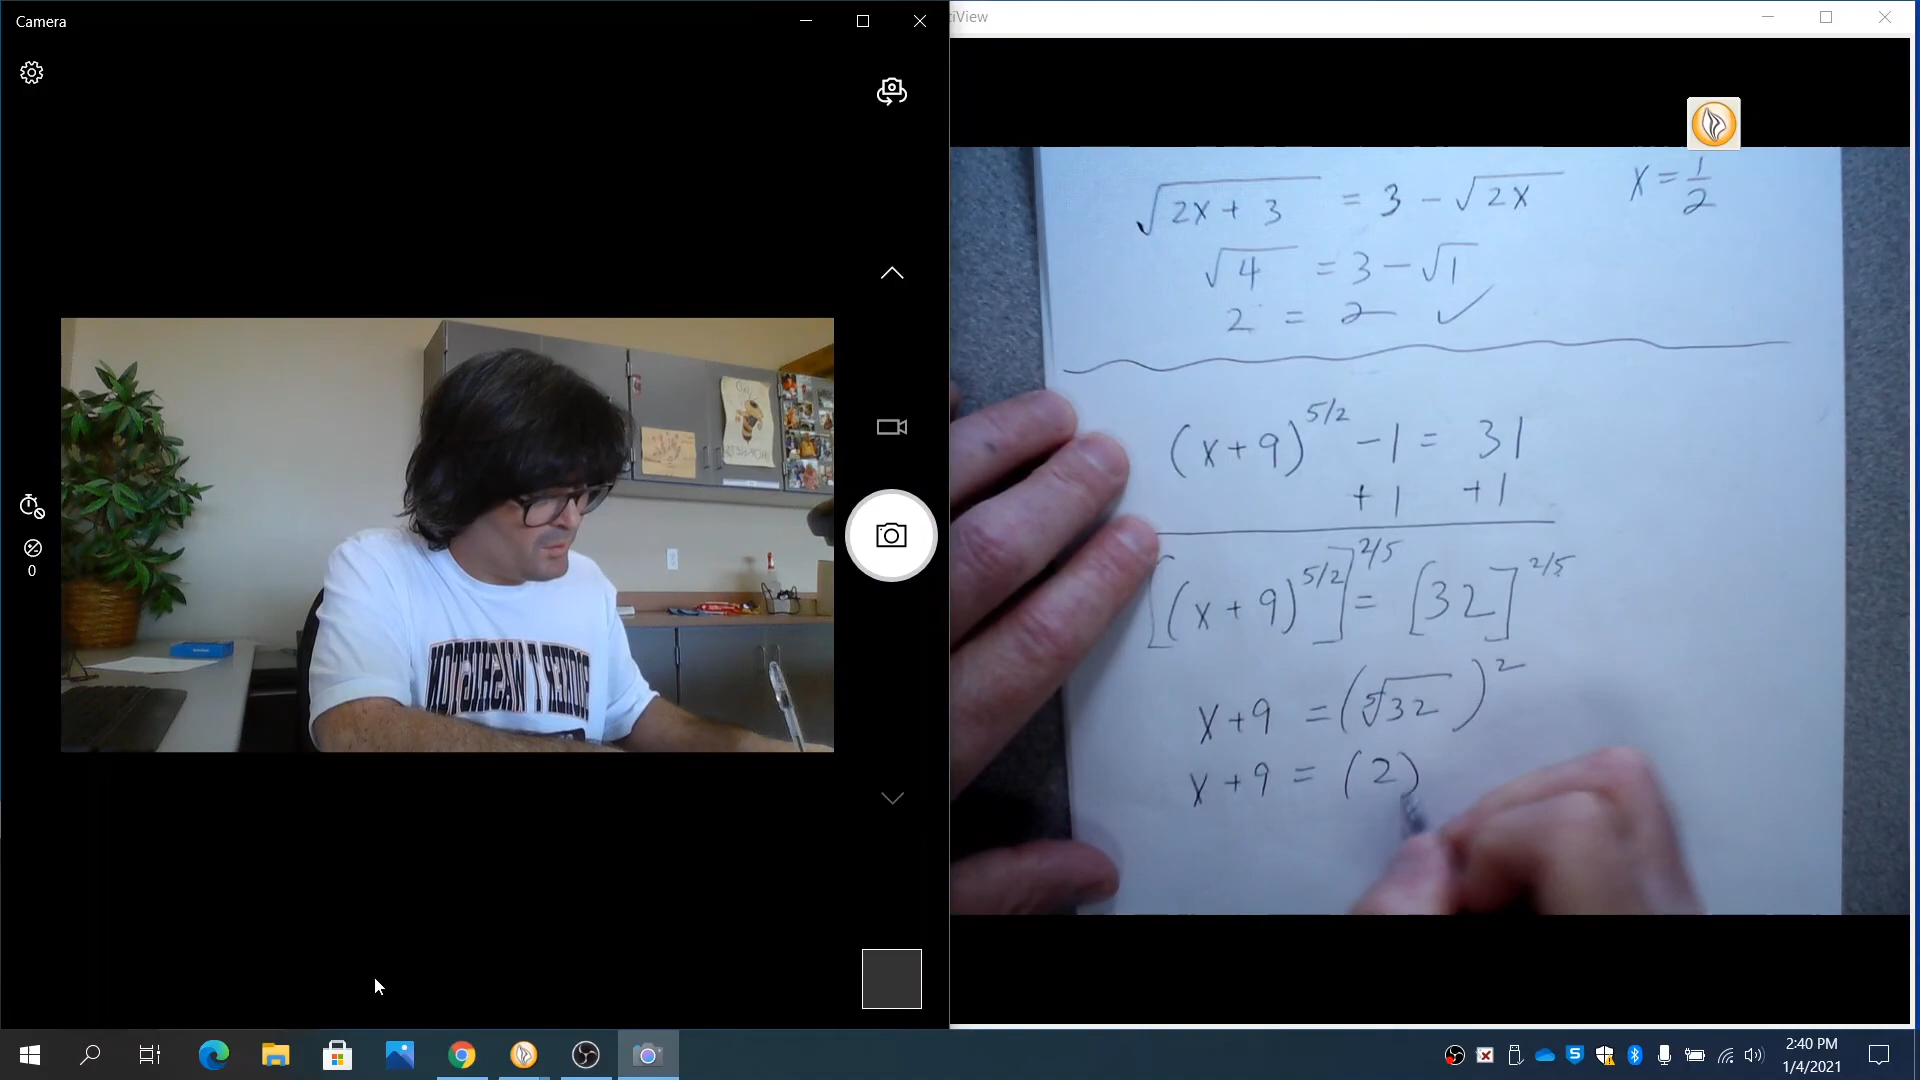 Camera
iView
0
√(2x + 3) = 3 - √(2x)
x = 1/2
√4 = 3 - √1
2 = 2 ✓
(x + 9)^5/2 - 1 = 31
+ 1 + 1
[(x + 9)^5/2]^2/5 = [32]^2/5
x + 9 = (⁵√32)²
x + 9 = (2)
2:40 PM
1/4/2021